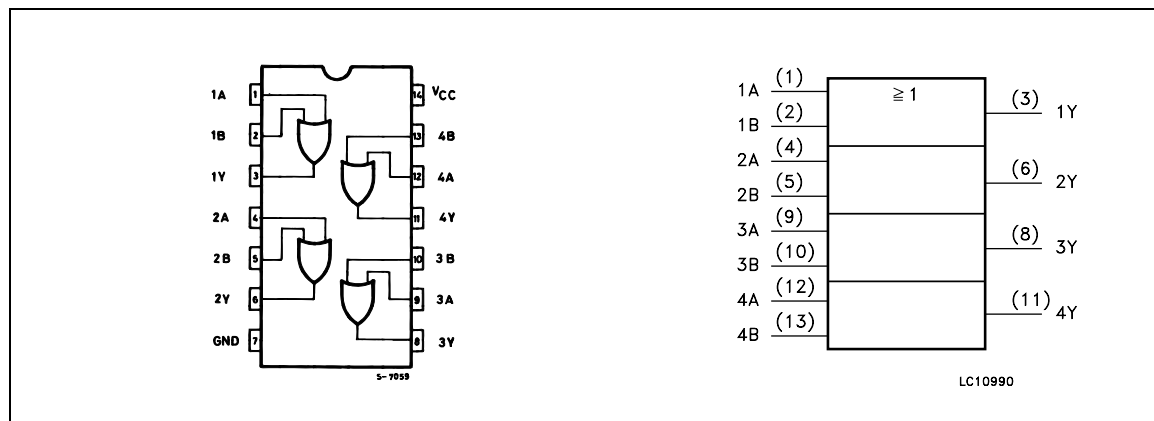 1A 1 14 VCC
1B 2 13 4B
1Y 3 12 4A
2A 4 11 4Y
2B 5 10 3B
2Y 6 9 3A
GND 7 8 3Y
S-7059
≧1
1A (1)
1B (2)
2A (4)
2B (5)
3A (9)
3B (10)
4A (12)
4B (13)
(3) 1Y
(6) 2Y
(8) 3Y
(11) 4Y
LC10990